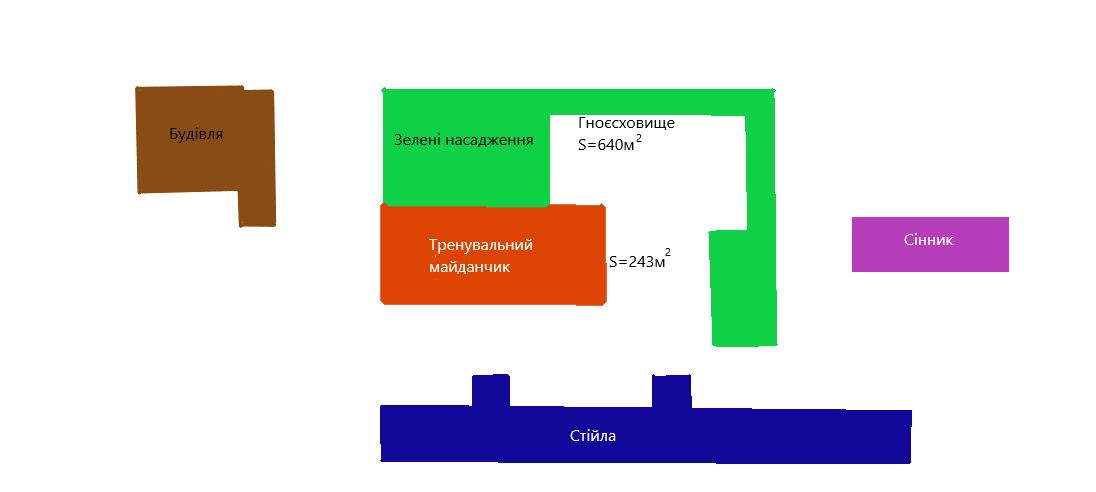 Гноєсховище
S=640м²
Будівля
Зелені насадження
Тренувальний
майданчик
S=243м²
Сінник
Стійла